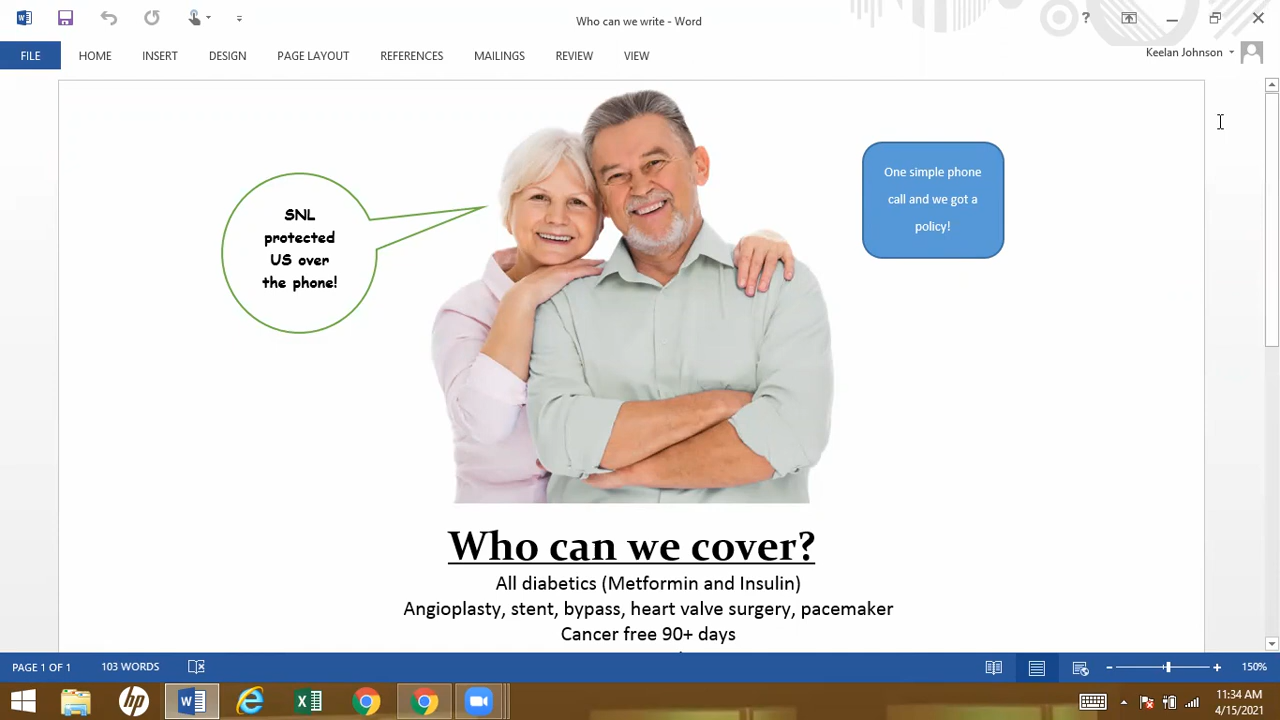 Who can we write - Word
?
FILE
HOME
INSERT
DESIGN
PAGE LAYOUT
REFERENCES
MAILINGS
REVIEW
VIEW
Keelan Johnson
SNL
protected
US over
the phone!
One simple phone
call and we got a
policy!
Who can we cover?
All diabetics (Metformin and Insulin)
Angioplasty, stent, bypass, heart valve surgery, pacemaker
Cancer free 90+ days
PAGE 1 OF 1
103 WORDS
150%
11:34 AM
4/15/2021